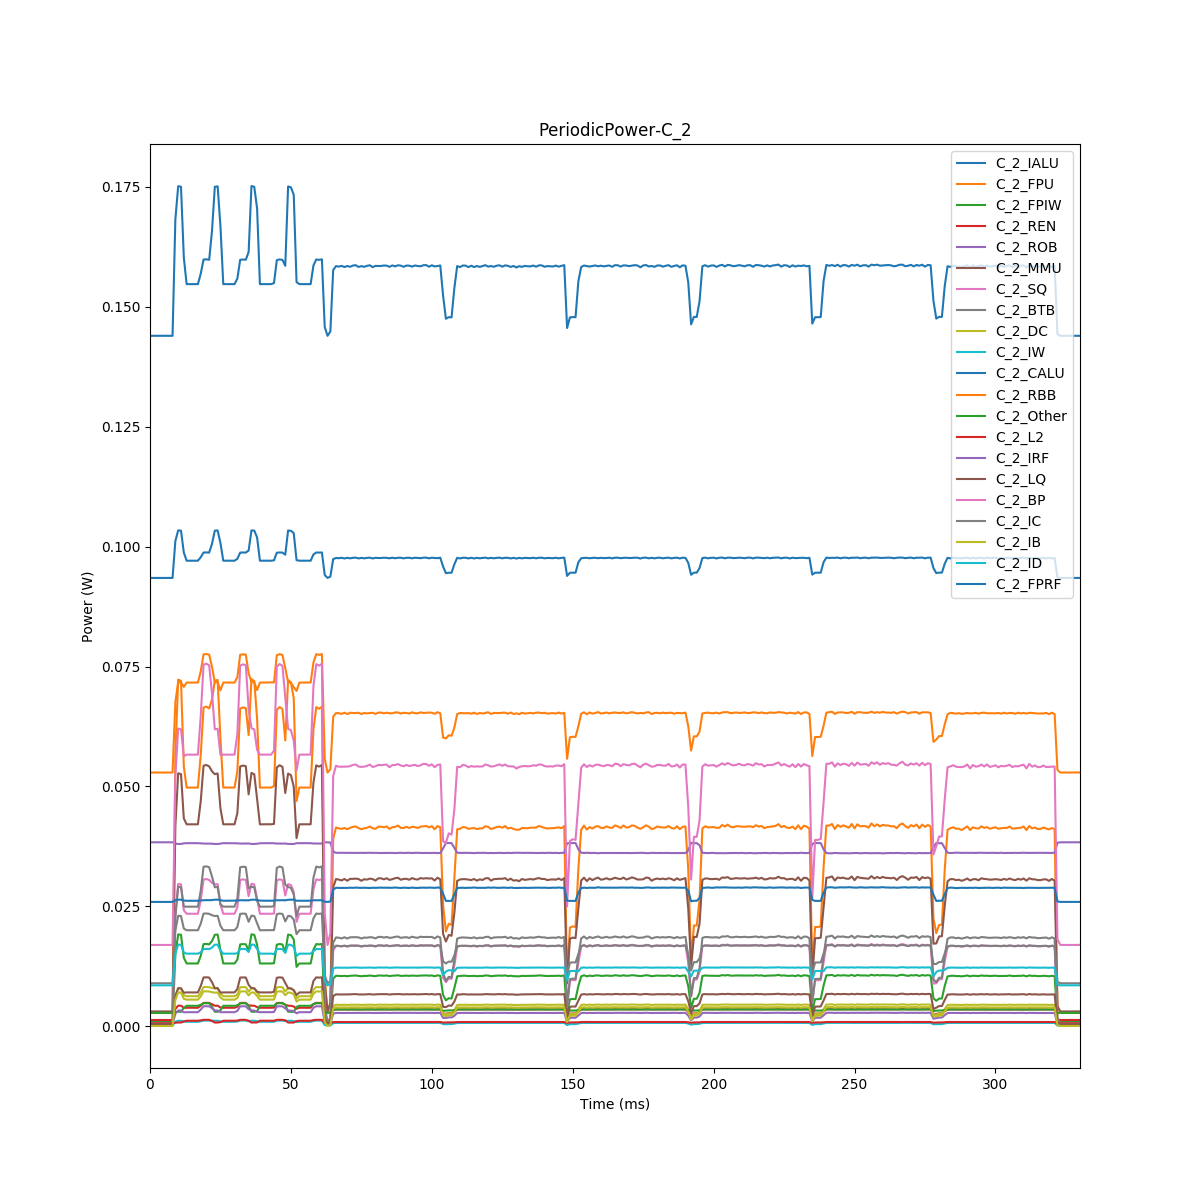 PeriodicPower-C_2
C_2_IALU
C_2_FPU
C_2_FPIW
C_2_REN
C_2_ROB
C_2_MMU
C_2_SQ
C_2_BTB
C_2_DC
C_2_IW
C_2_CALU
C_2_RBB
C_2_Other
C_2_L2
C_2_IRF
C_2_LQ
C_2_BP
C_2_IC
C_2_IB
C_2_ID
C_2_FPRF
0.175
0.150
0.125
0.100
0.075
0.050
0.025
0.000
Power (W)
0 50 100 150 200 250 300
Time (ms)